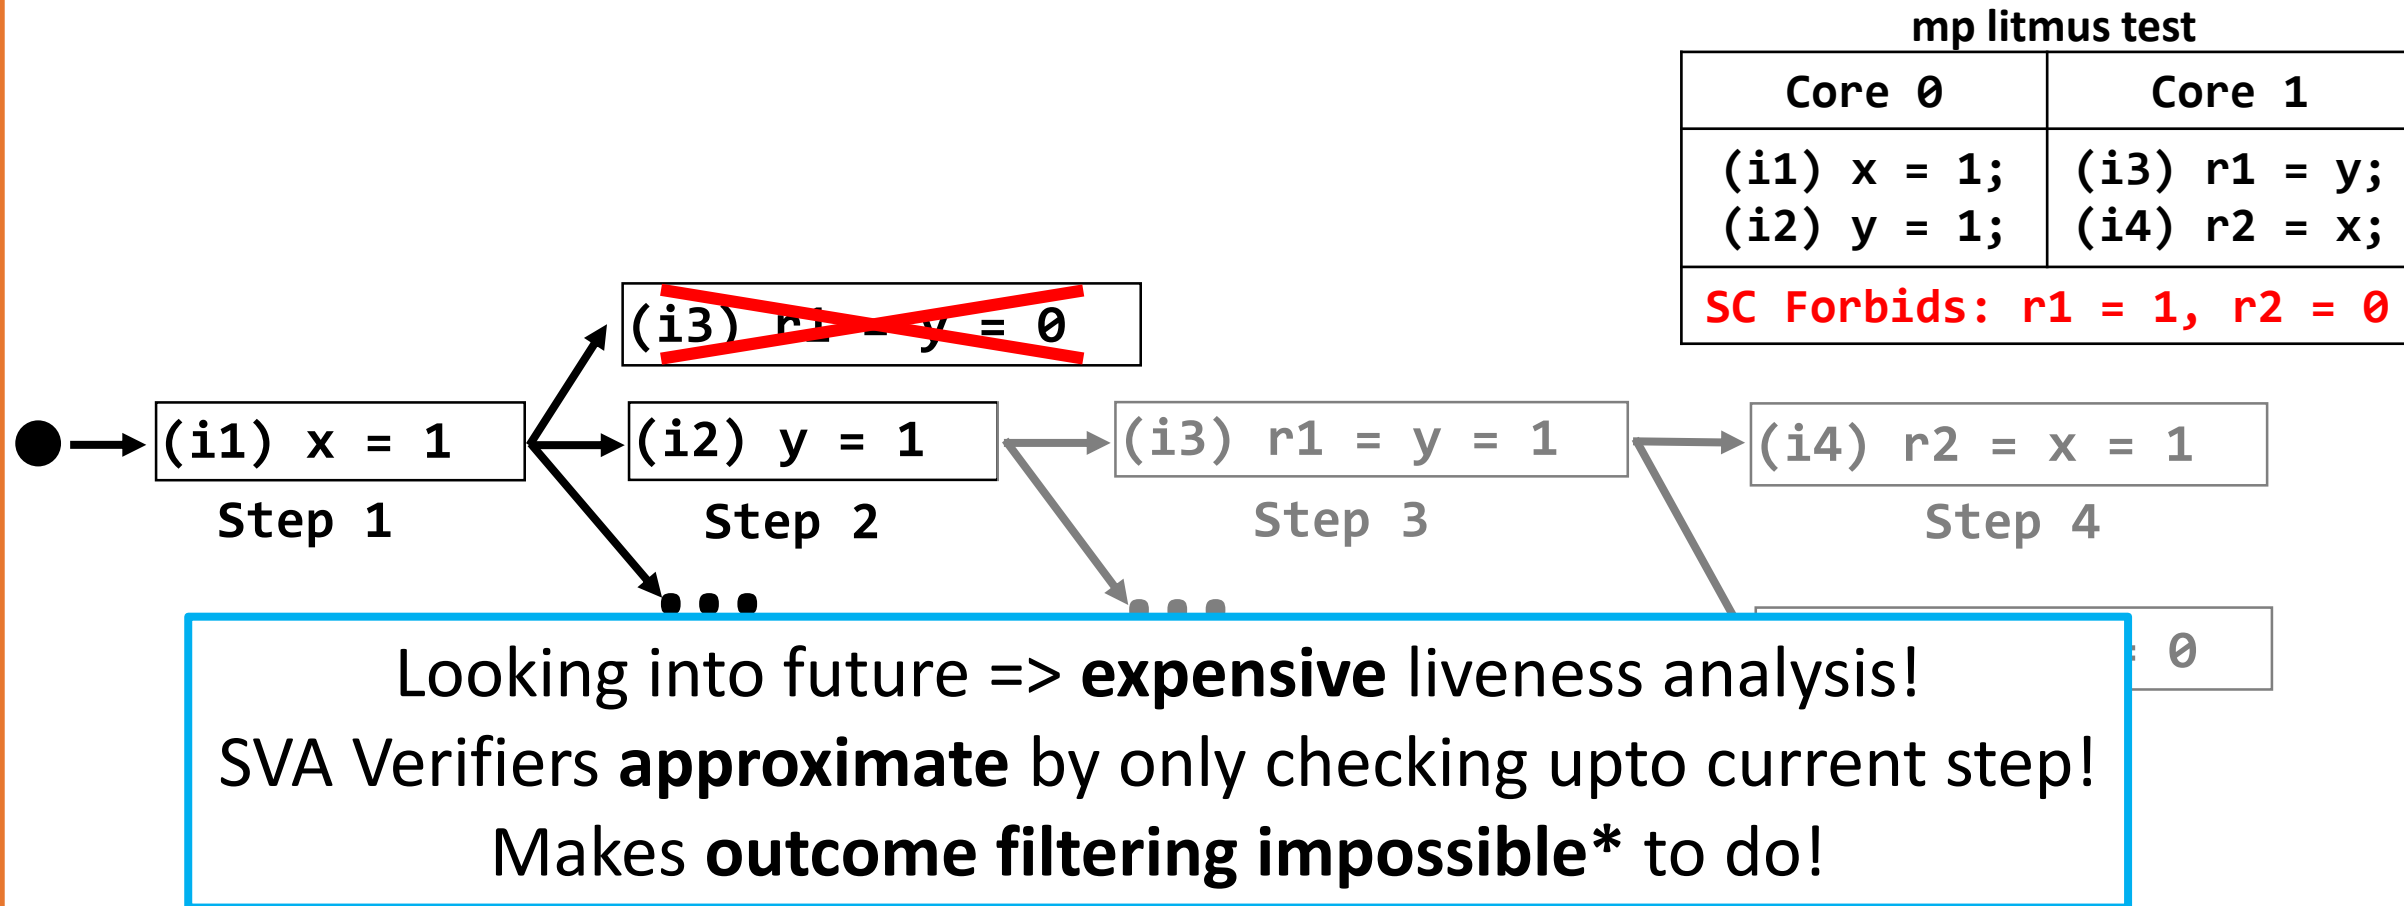 mp litmus test
Core 0 Core 1
(i1) x = 1; (i3) r1 = y;
(i2) y = 1; (i4) r2 = x;
SC Forbids: r1 = 1, r2 = 0
(i3) r1 = y = 0
(i1) x = 1 (i2) y = 1 (i3) r1 = y = 1 (i4) r2 = x = 1
Step 1 Step 2 Step 3 Step 4
... ...
0
Looking into future => expensive liveness analysis!
SVA Verifiers approximate by only checking upto current step!
Makes outcome filtering impossible* to do!